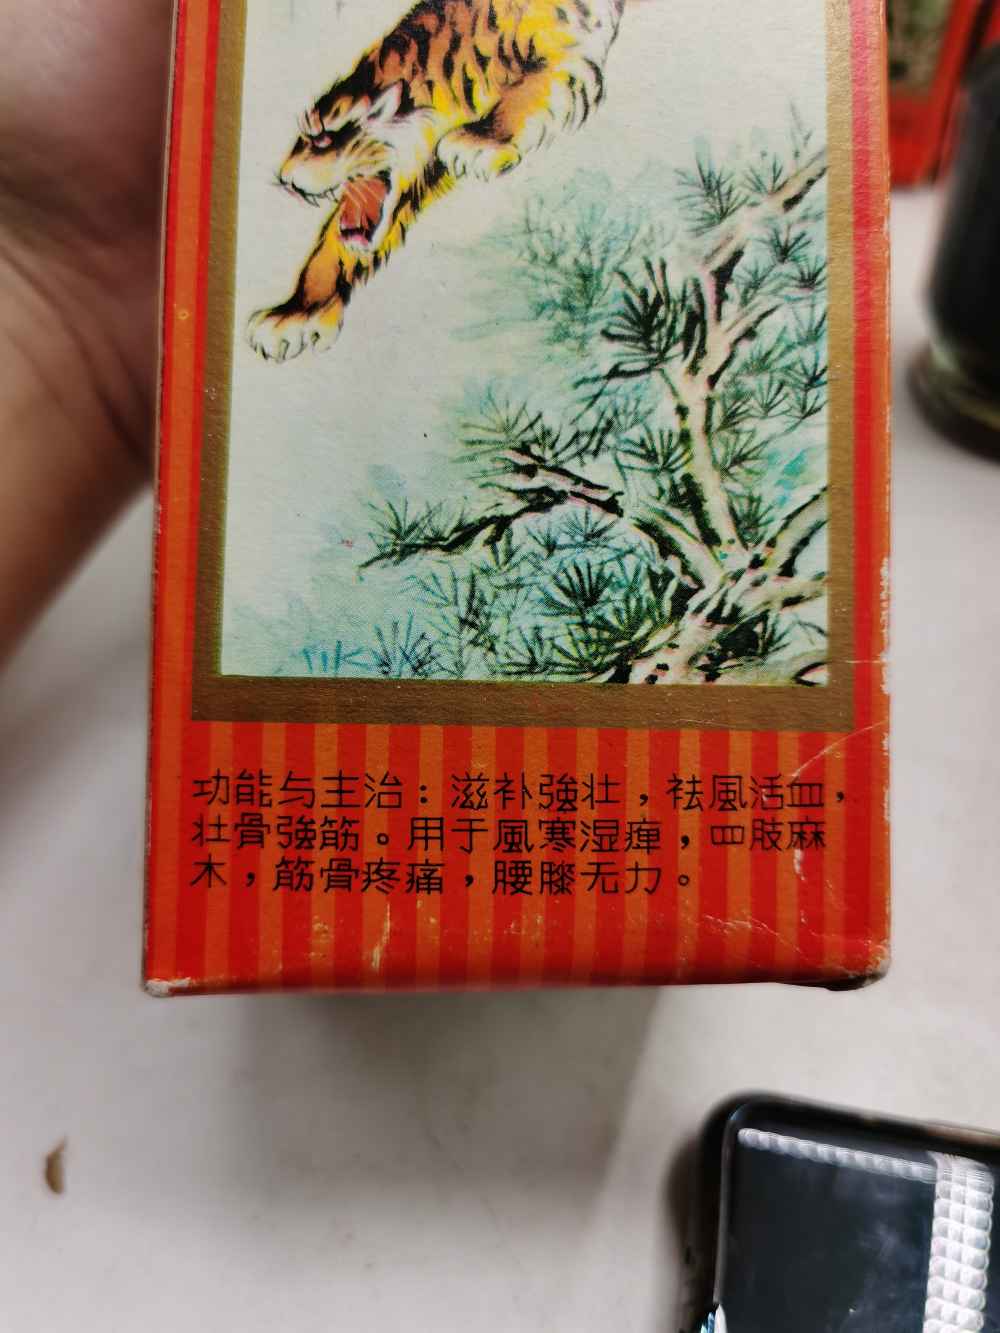 功能与主治：滋补強壮，祛風活血，
壮骨強筋。用于風寒湿痺，四肢麻
木，筋骨疼痛，腰膝无力。